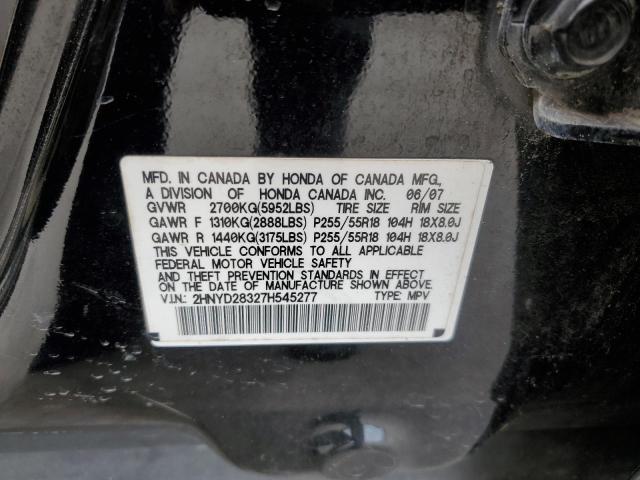 MFD. IN CANADA BY HONDA OF CANADA MFG.,
A DIVISION OF HONDA CANADA INC. 06/07
GVWR 2700KG(5952LBS) TIRE SIZE RIM SIZE
GAWR F 1310KG(2888LBS) P255/55R18 104H 18X8.0J
GAWR R 1440KG(3175LBS) P255/55R18 104H 18X8.0J
THIS VEHICLE CONFORMS TO ALL APPLICABLE
FEDERAL MOTOR VEHICLE SAFETY
AND THEFT PREVENTION STANDARDS IN EFFECT
ON THE DATE OF MANUFACTURE SHOWN ABOVE.
V.I.N.: 2HNYD28327H545277 TYPE: MPV